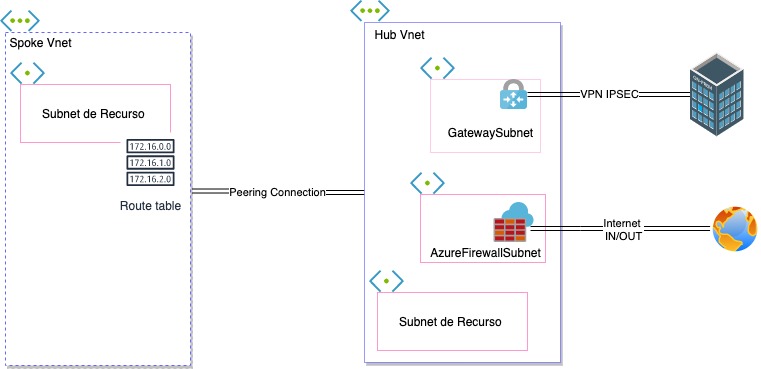 Spoke Vnet
Subnet de Recurso
172.16.0.0
172.16.1.0
172.16.2.0
Route table
Peering Connection
Hub Vnet
GatewaySubnet
VPN IPSEC
AzureFirewallSubnet
Internet
IN/OUT
Subnet de Recurso